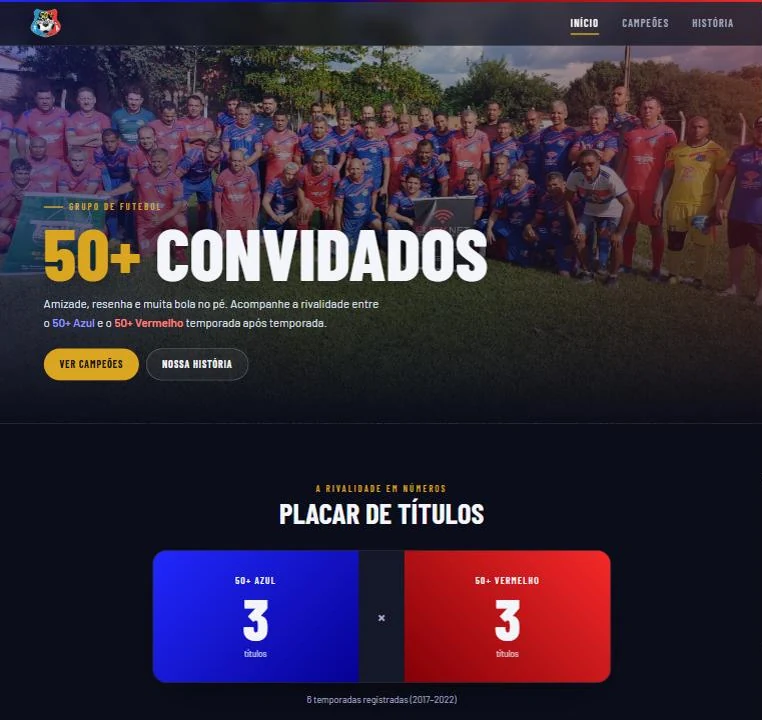 INÍCIO CAMPEÕES HISTÓRIA
GRUPO DE FUTEBOL
50+ CONVIDADOS
Amizade, resenha e muita bola no pé. Acompanhe a rivalidade entre
o 50+ Azul e o 50+ Vermelho temporada após temporada.
VER CAMPEÕES NOSSA HISTÓRIA
A RIVALIDADE EM NÚMEROS
PLACAR DE TÍTULOS
50+ AZUL
3
títulos
×
50+ VERMELHO
3
títulos
6 temporadas registradas (2017–2022)